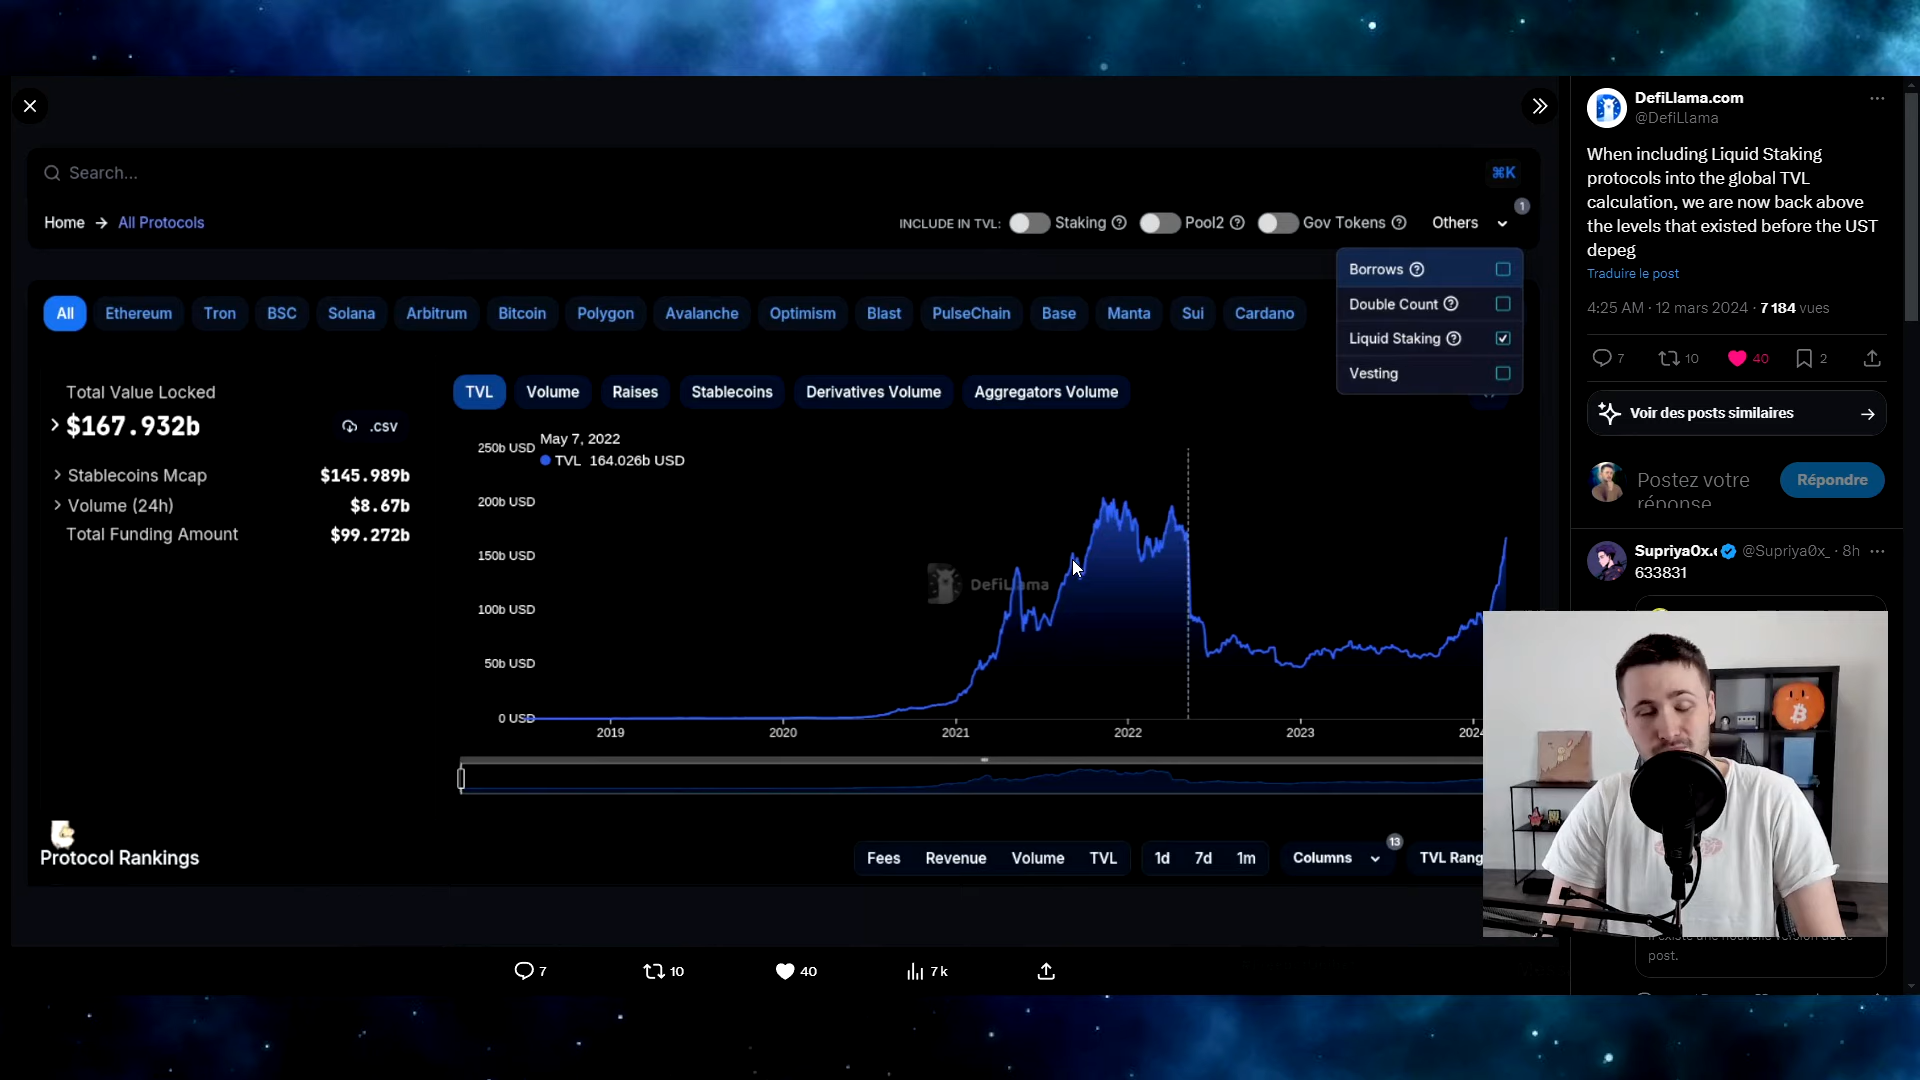 Search...
⌘K
Home → All Protocols
INCLUDE IN TVL: Staking Pool2 Gov Tokens Others
1
Borrows
Double Count
Liquid Staking
Vesting
All Ethereum Tron BSC Solana Arbitrum Bitcoin Polygon Avalanche Optimism Blast PulseChain Base Manta Sui Cardano
Total Value Locked
$167.932b
.csv
Stablecoins Mcap $145.989b
Volume (24h) $8.67b
Total Funding Amount $99.272b
TVL Volume Raises Stablecoins Derivatives Volume Aggregators Volume
May 7, 2022
TVL 164.026b USD
250b USD
200b USD
150b USD
100b USD
50b USD
0 USD
DefiLlama
2019 2020 2021 2022 2023 2024
Protocol Rankings
Fees Revenue Volume TVL
1d 7d 1m
Columns
13
TVL Rang
7 10 40 7 k
DefiLlama.com
@DefiLlama
When including Liquid Staking
protocols into the global TVL
calculation, we are now back above
the levels that existed before the UST
depeg
Traduire le post
4:25 AM · 12 mars 2024 · 7 184 vues
7 10 40 2
Voir des posts similaires
Postez votre
réponse
Répondre
Supriya0x. @Supriya0x_ · 8h
633831
post.